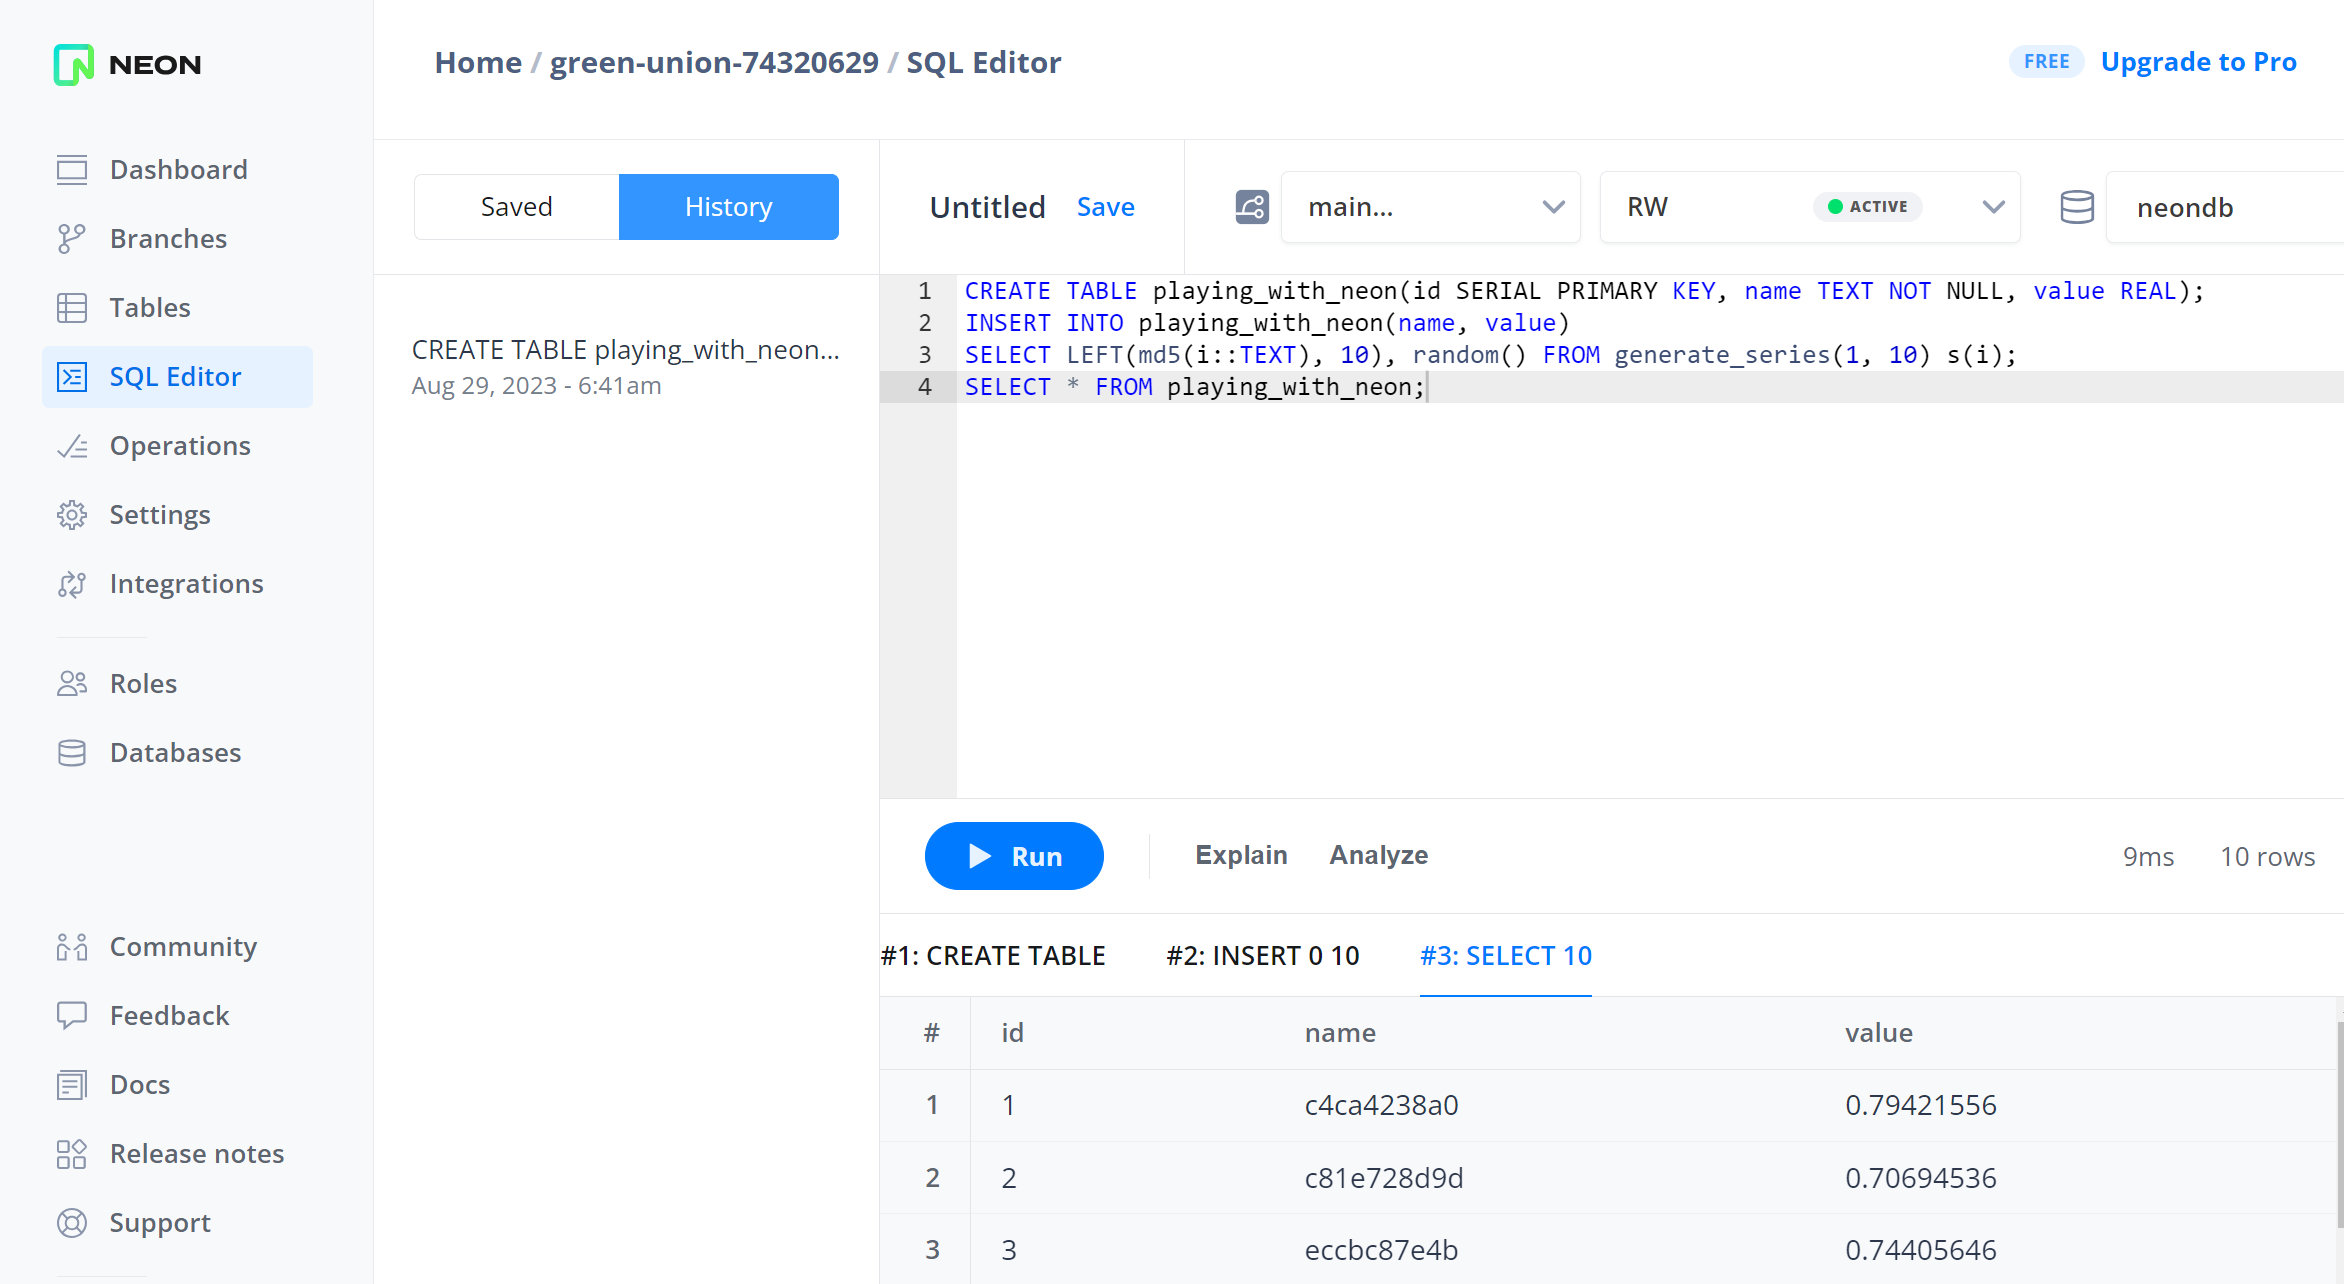 NEON
Home / green-union-74320629 / SQL Editor
FREE Upgrade to Pro
Dashboard
Branches
Tables
SQL Editor
Operations
Settings
Integrations
Roles
Databases
Community
Feedback
Docs
Release notes
Support
Saved History
CREATE TABLE playing_with_neon...
Aug 29, 2023 - 6:41am
Untitled Save
main... RW ACTIVE neondb
1 CREATE TABLE playing_with_neon(id SERIAL PRIMARY KEY, name TEXT NOT NULL, value REAL);
2 INSERT INTO playing_with_neon(name, value)
3 SELECT LEFT(md5(i::TEXT), 10), random() FROM generate_series(1, 10) s(i);
4 SELECT * FROM playing_with_neon;
Run Explain Analyze 9ms 10 rows
#1: CREATE TABLE #2: INSERT 0 10 #3: SELECT 10
# id name value
1 1 c4ca4238a0 0.79421556
2 2 c81e728d9d 0.70694536
3 3 eccbc87e4b 0.74405646